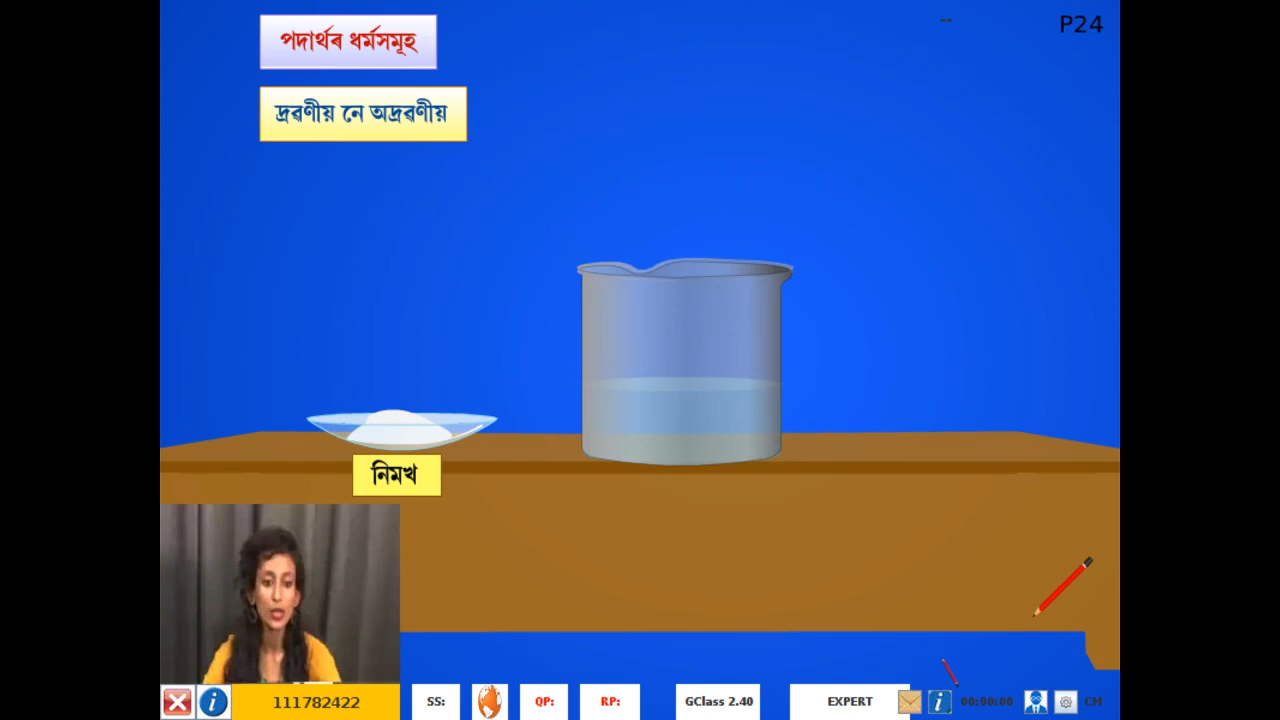 P24
পদাৰ্থৰ ধৰ্মসমূহ
দ্ৰৱণীয় নে অদ্ৰৱণীয়
নিমখ
111782422 SS: QP: RP: GClass 2.40 EXPERT 00:00:00 CH